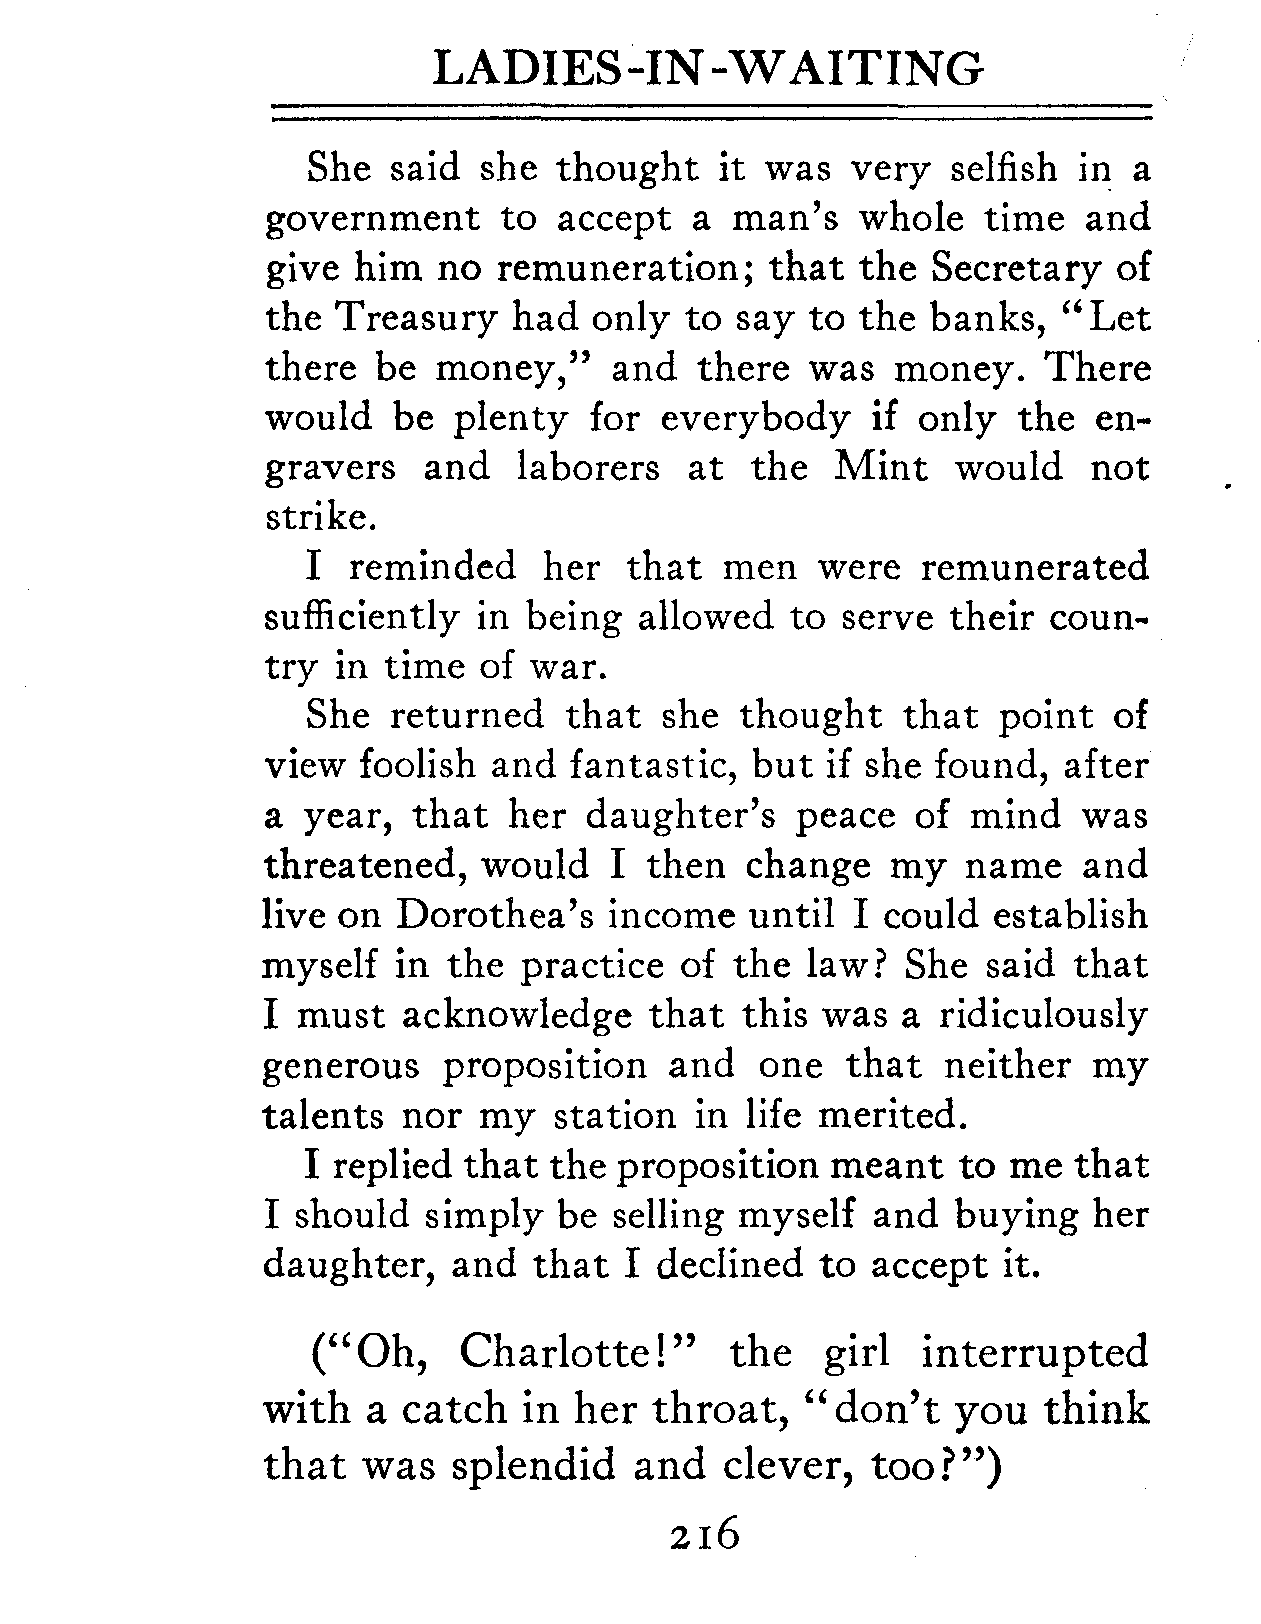 LADIES-IN-WAITING
She said she thought it was very selfish in a
government to accept a man's whole time and
give him no remuneration; that the Secretary of
the Treasury had only to say to the banks, "Let
there be money," and there was money. There
would be plenty for everybody if only the en-
gravers and laborers at the Mint would not
strike.
I reminded her that men were remunerated
sufficiently in being allowed to serve their coun-
try in time of war.
She returned that she thought that point of
view foolish and fantastic, but if she found, after
a year, that her daughter's peace of mind was
threatened, would I then change my name and
live on Dorothea's income until I could establish
myself in the practice of the law? She said that
I must acknowledge that this was a ridiculously
generous proposition and one that neither my
talents nor my station in life merited.
I replied that the proposition meant to me that
I should simply be selling myself and buying her
daughter, and that I declined to accept it.
("Oh, Charlotte!" the girl interrupted
with a catch in her throat, "don't you think
that was splendid and clever, too?")
216